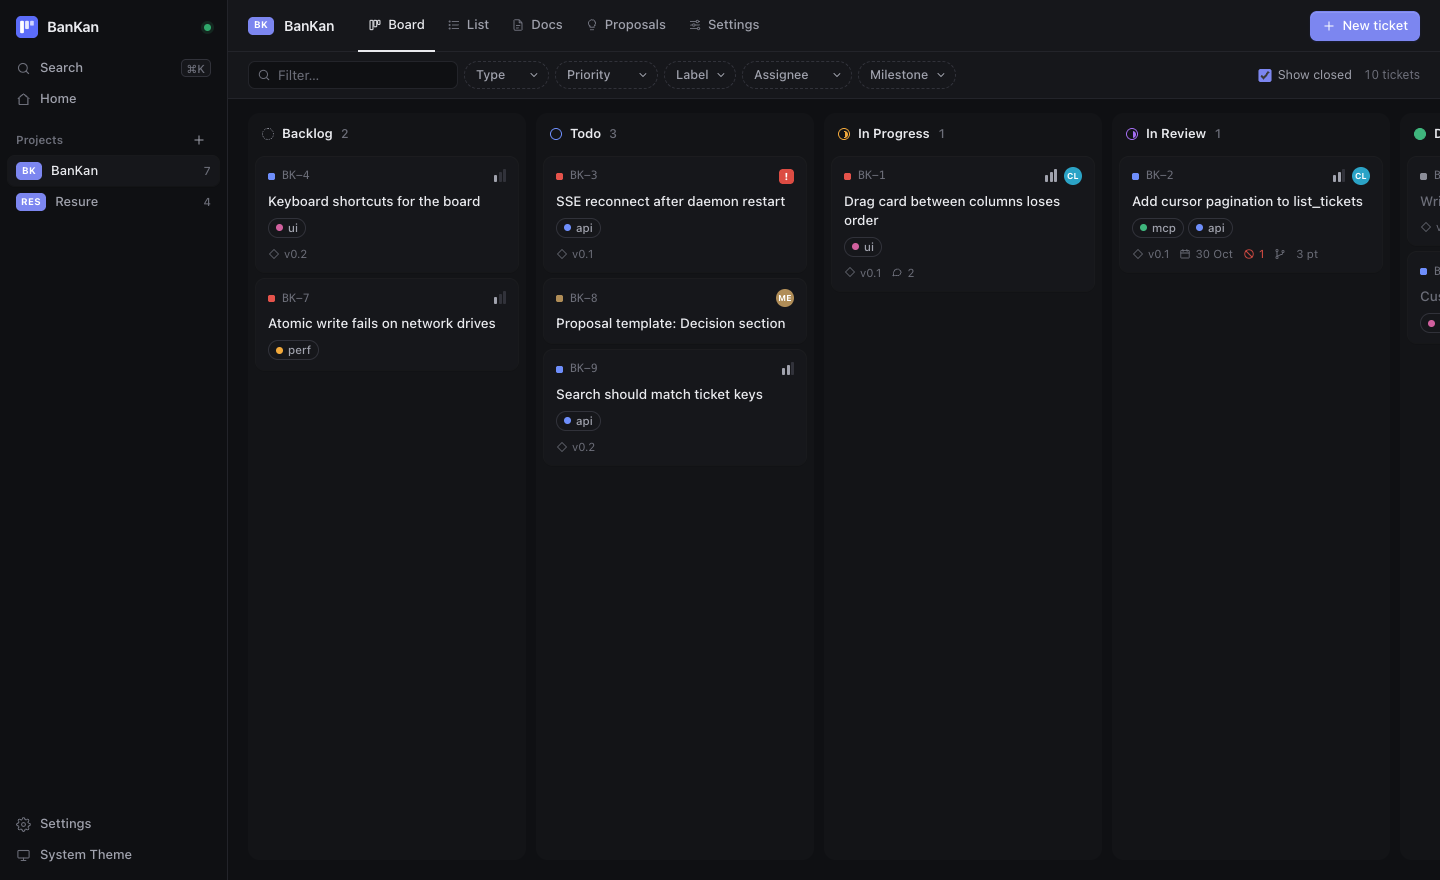 BanKan
Search ⌘K
Home
Projects
BK BanKan 7
RES Resure 4
Settings
System Theme
BK BanKan Board List Docs Proposals Settings
+ New ticket
Filter...
Type Priority Label Assignee Milestone
Show closed 10 tickets
Backlog 2
BK–4
Keyboard shortcuts for the board
ui
v0.2
BK–7
Atomic write fails on network drives
perf
Todo 3
BK–3 !
SSE reconnect after daemon restart
api
v0.1
BK–8 ME
Proposal template: Decision section
BK–9
Search should match ticket keys
api
v0.2
In Progress 1
BK–1 CL
Drag card between columns loses
order
ui
v0.1 2
In Review 1
BK–2 CL
Add cursor pagination to list_tickets
mcp api
v0.1 30 Oct 1 3 pt